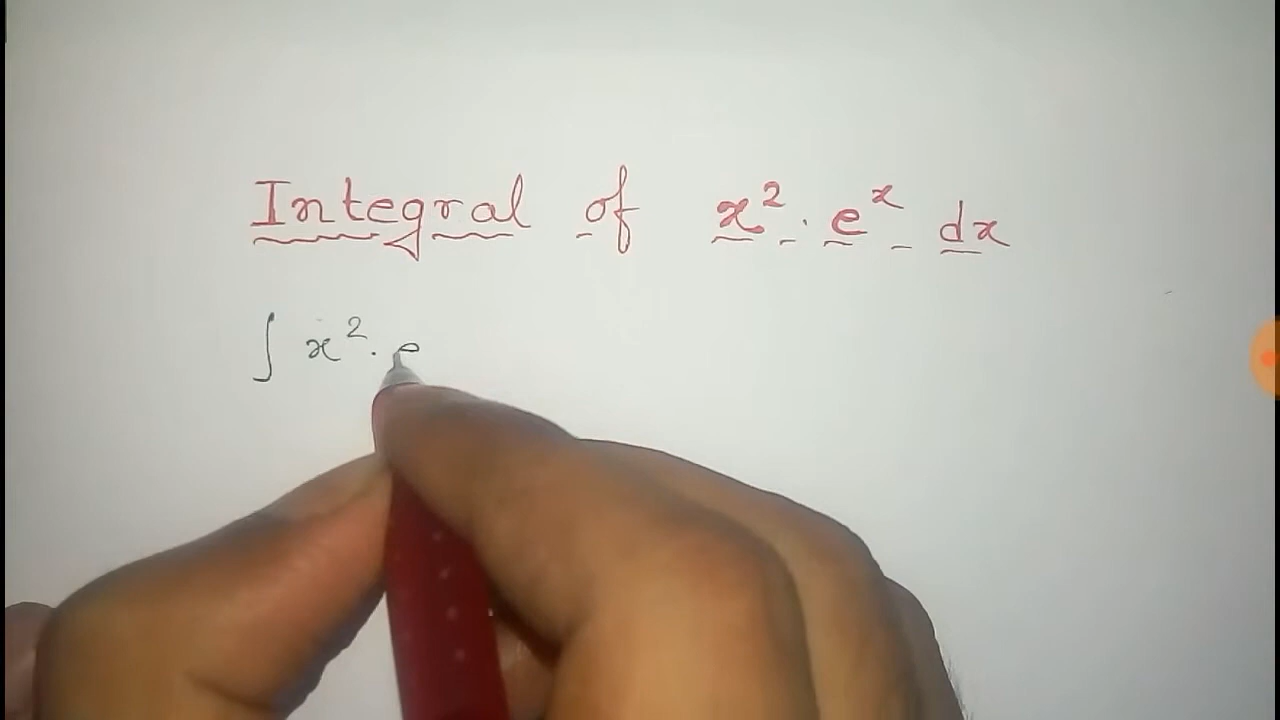 Integral of x² · eˣ dx
∫ x² · e